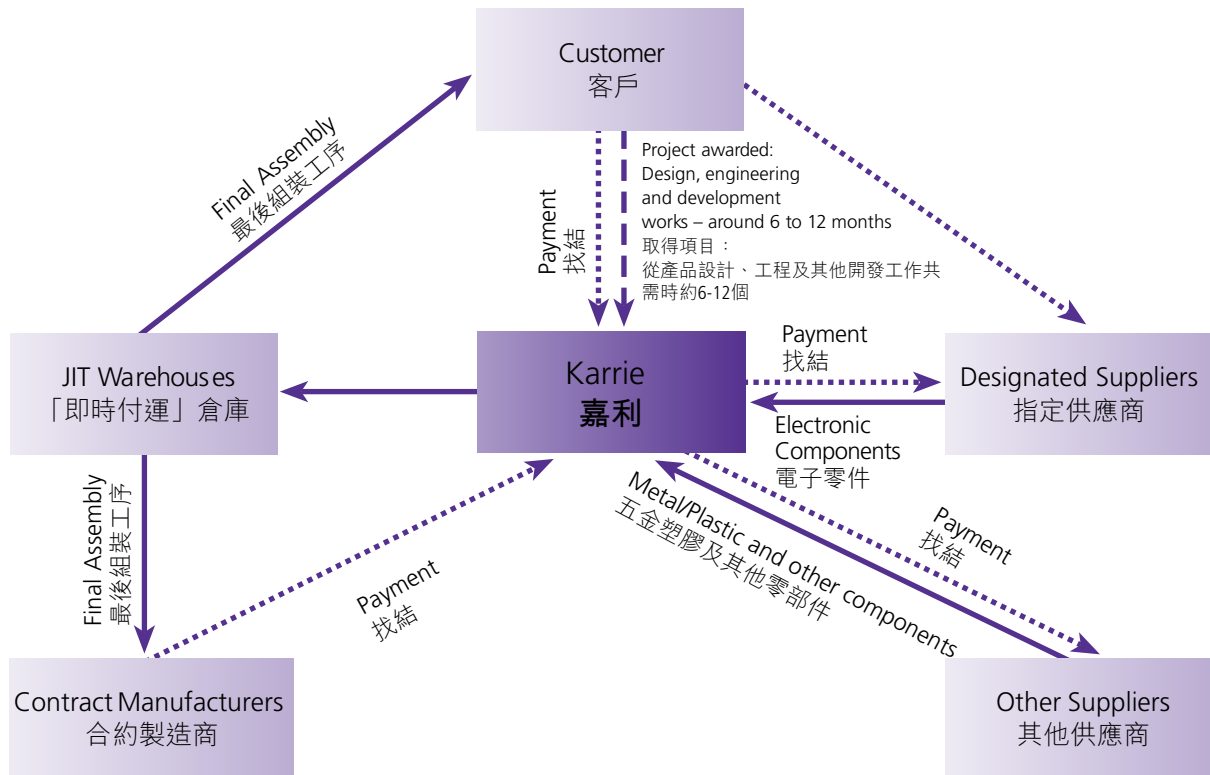 Customer
客戶
Final Assembly
最後組裝工序
Payment
找結
Project awarded:
Design, engineering
and development
works – around 6 to 12 months
取得項目：
從產品設計、工程及其他開發工作共
需時約6-12個
JIT Warehouses
「即時付運」倉庫
Karrie
嘉利
Payment
找結
Designated Suppliers
指定供應商
Electronic
Components
電子零件
Final Assembly
最後組裝工序
Payment
找結
Metal/Plastic and other components
五金塑膠及其他零部件
Payment
找結
Contract Manufacturers
合約製造商
Other Suppliers
其他供應商